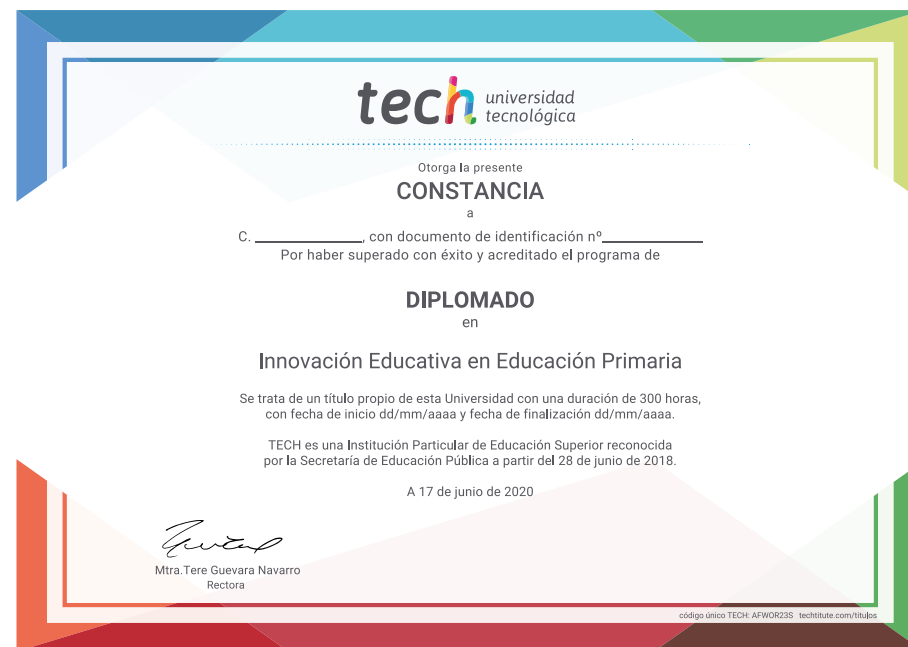 tech universidad
tecnológica
Otorga la presente
CONSTANCIA
a
C. ______________, con documento de identificación nº_____________
Por haber superado con éxito y acreditado el programa de
DIPLOMADO
en
Innovación Educativa en Educación Primaria
Se trata de un título propio de esta Universidad con una duración de 300 horas,
con fecha de inicio dd/mm/aaaa y fecha de finalización dd/mm/aaaa.
TECH es una Institución Particular de Educación Superior reconocida
por la Secretaría de Educación Pública a partir del 28 de junio de 2018.
A 17 de junio de 2020
Mtra.Tere Guevara Navarro
Rectora
código único TECH: AFWOR23S techtitute.com/titulos